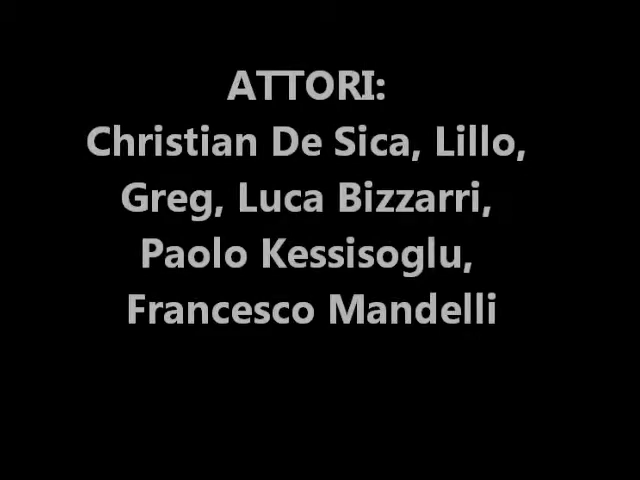 ATTORI:
Christian De Sica, Lillo,
Greg, Luca Bizzarri,
Paolo Kessisoglu,
Francesco Mandelli